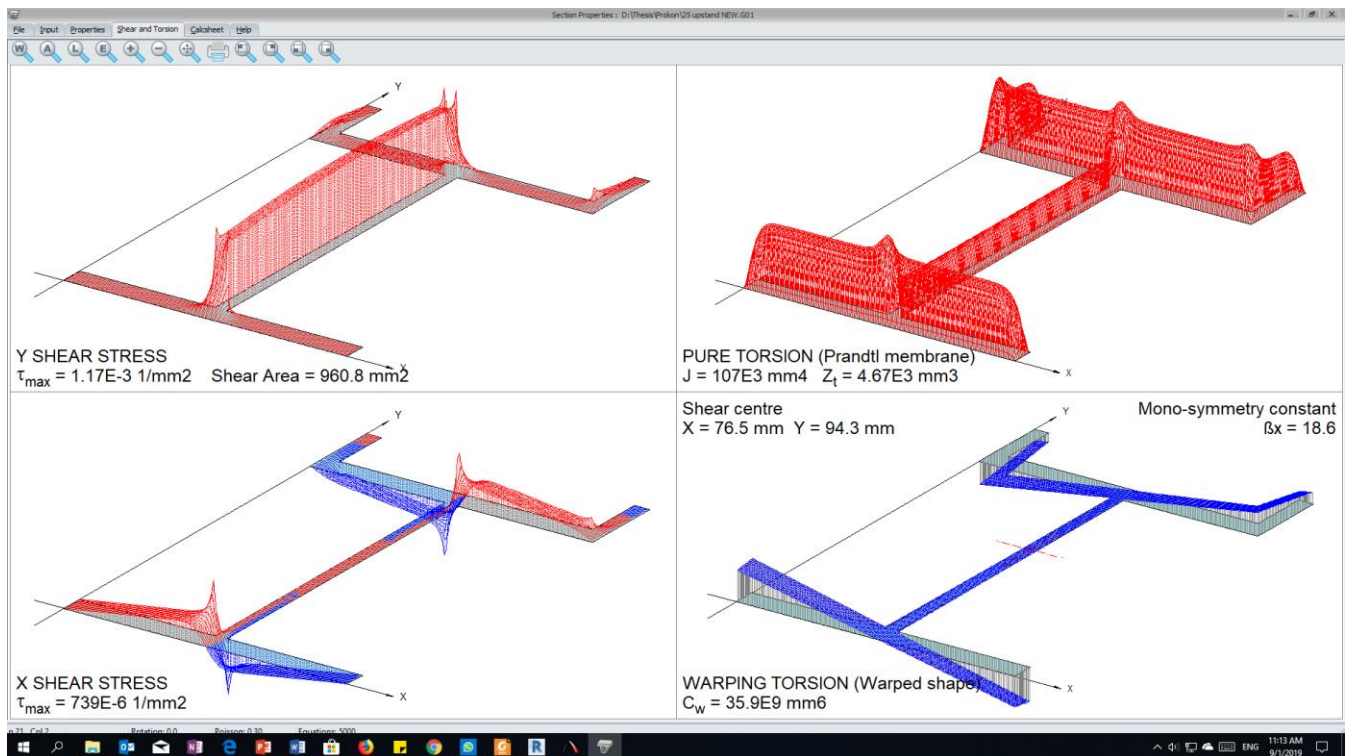 Section Properties : D:\Thesis\Prokon\25 upstand NEW.G01
File Input Properties Shear and Torsion Calcsheet Help
W A L E
Y
X
Y SHEAR STRESS
τmax = 1.17E-3 1/mm2 Shear Area = 960.8 mm2
X
PURE TORSION (Prandtl membrane)
J = 107E3 mm4 Zt = 4.67E3 mm3
Y
X
X SHEAR STRESS
τmax = 739E-6 1/mm2
Shear centre
X = 76.5 mm Y = 94.3 mm
Mono-symmetry constant
ßx = 18.6
Y
X
WARPING TORSION (Warped shape)
Cw = 35.9E9 mm6
Col 2 Rotation: 0.0 Poisson: 0.30 Equations: 5000
ENG
11:13 AM
9/1/2019